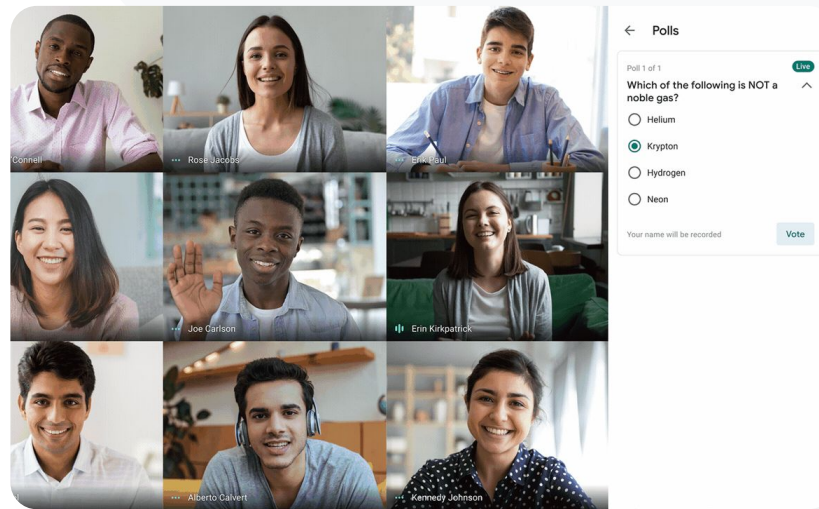 Polls
Poll 1 of 1
Live
Which of the following is NOT a
noble gas?
Helium
Krypton
Hydrogen
Neon
Your name will be recorded
Vote
Connell
Rose Jacobs
Erik Paul
Joe Carlson
Erin Kirkpatrick
Alberto Calvert
Kennedy Johnson